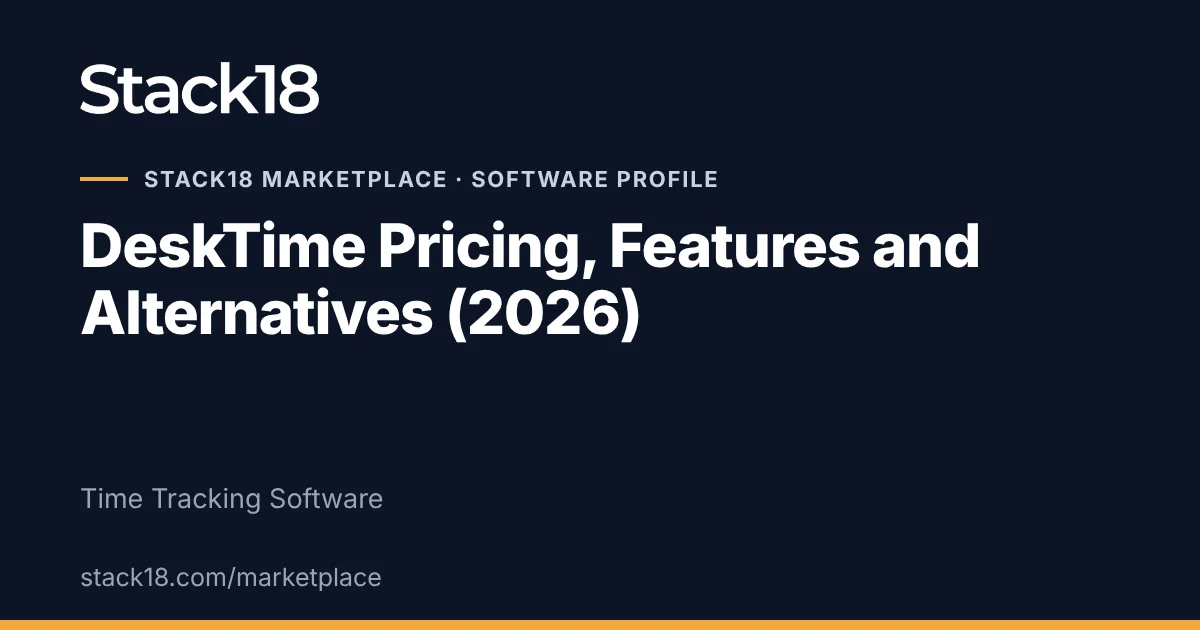 Stack18
STACK18 MARKETPLACE · SOFTWARE PROFILE
DeskTime Pricing, Features and
Alternatives (2026)
Time Tracking Software
stack18.com/marketplace